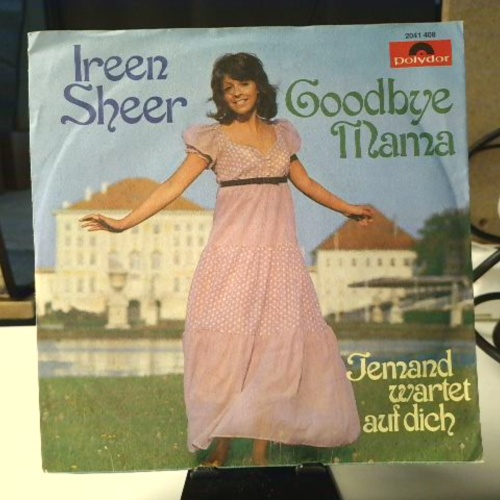 2041 408
Polydor
Ireen
Sheer
Goodbye
Mama
Jemand
wartet
auf dich